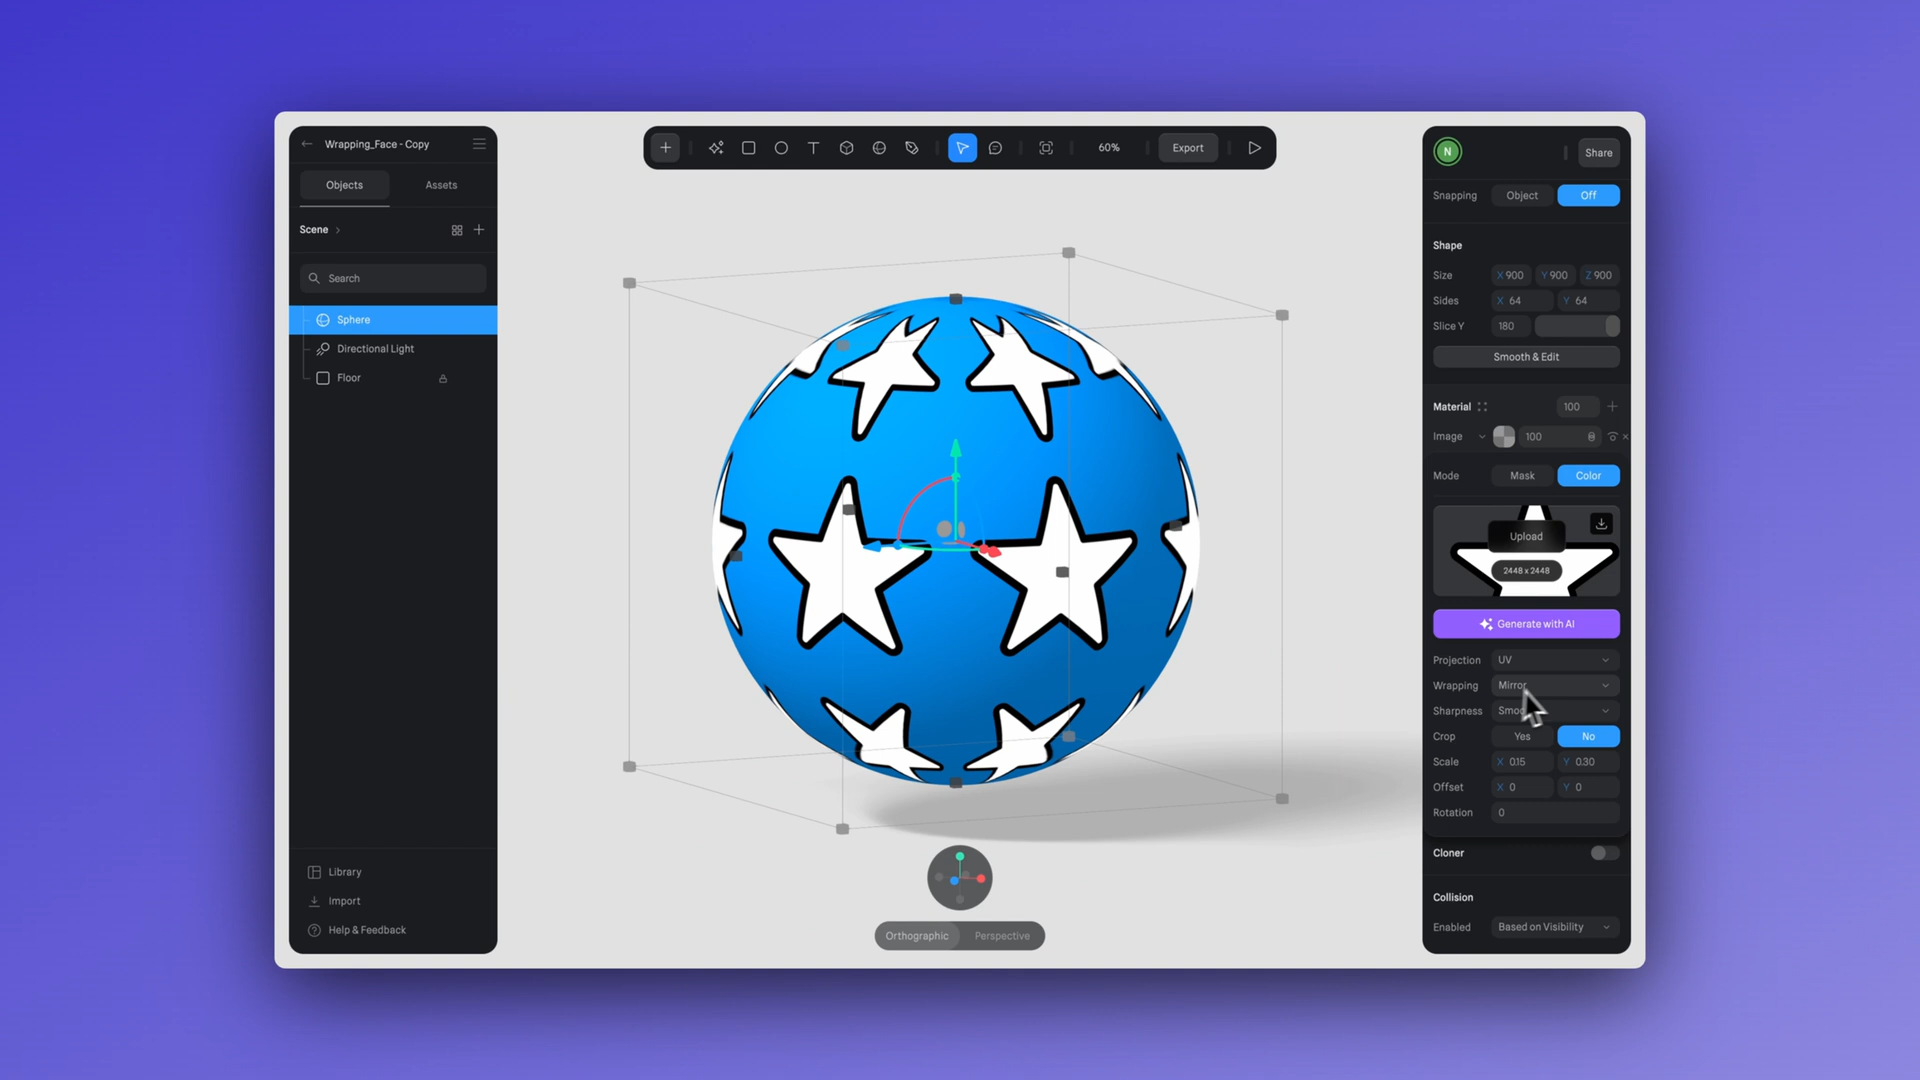 Wrapping_Face - Copy
Objects
Assets
Scene
Search
Sphere
Directional Light
Floor
Library
Import
Help & Feedback
T
60%
Export
Orthographic
Perspective
N
Share
Snapping
Object
Off
Shape
Size
X 900
Y 900
Z 900
Sides
X 64
Y 64
Slice Y
180
Smooth & Edit
Material
100
Image
100
Mode
Mask
Color
Upload
2448 x 2448
Generate with AI
Projection
UV
Wrapping
Mirror
Sharpness
Crop
Yes
No
Scale
X 0.15
Y 0.30
Offset
X 0
Y 0
Rotation
0
Cloner
Collision
Enabled
Based on Visibility